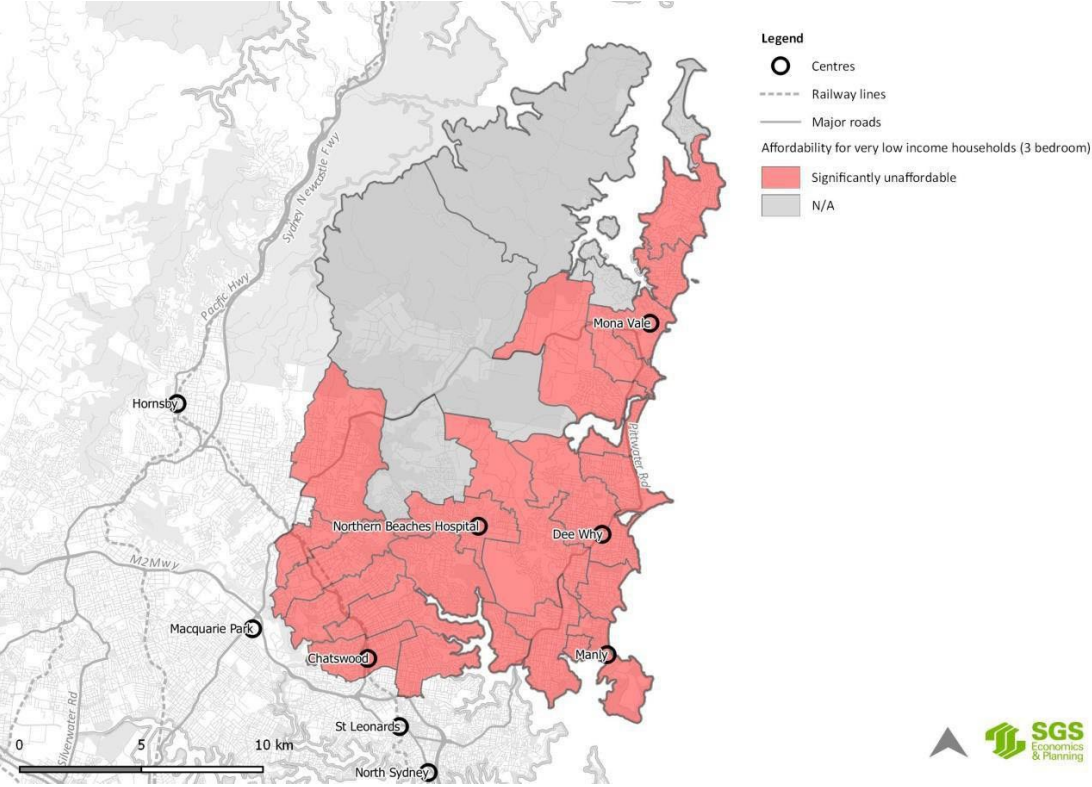 Legend
Centres
Railway lines
Major roads
Affordability for very low income households (3 bedroom)
Significantly unaffordable
N/A
Sydney Newcastle Fwy
Pacific Hwy
Mona Vale
Hornsby
Pittwater Rd
Northern Beaches Hospital
Dee Why
M2Mwy
Macquarie Park
Chatswood
Manly
Silverwater Rd
St Leonards
North Sydney
0 5 10 km
SGS
Economics
& Planning